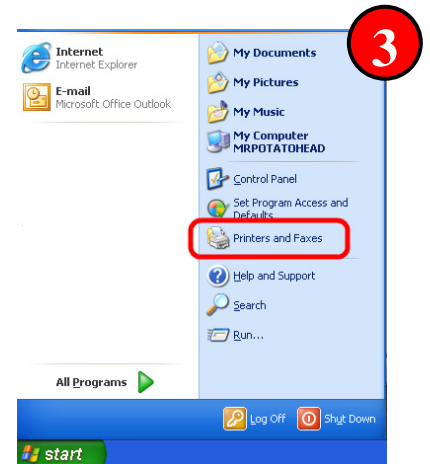 3
Internet
Internet Explorer
E-mail
Microsoft Office Outlook
My Documents
My Pictures
My Music
My Computer
MRPOTATOHEAD
Control Panel
Set Program Access and
Defaults
Printers and Faxes
Help and Support
Search
Run...
All Programs
Log Off
Shut Down
start